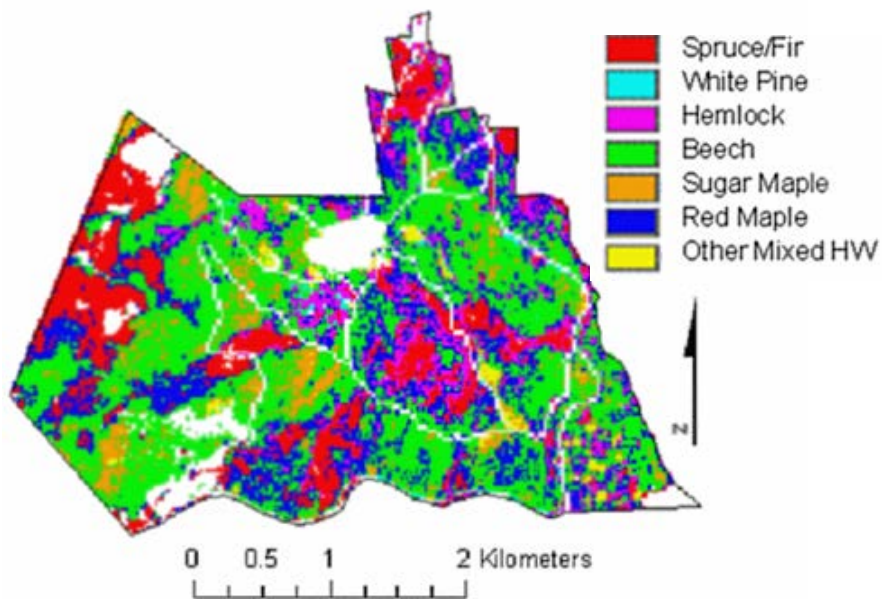 Spruce/Fir
White Pine
Hemlock
Beech
Sugar Maple
Red Maple
Other Mixed HW
N
0 0.5 1 2 Kilometers